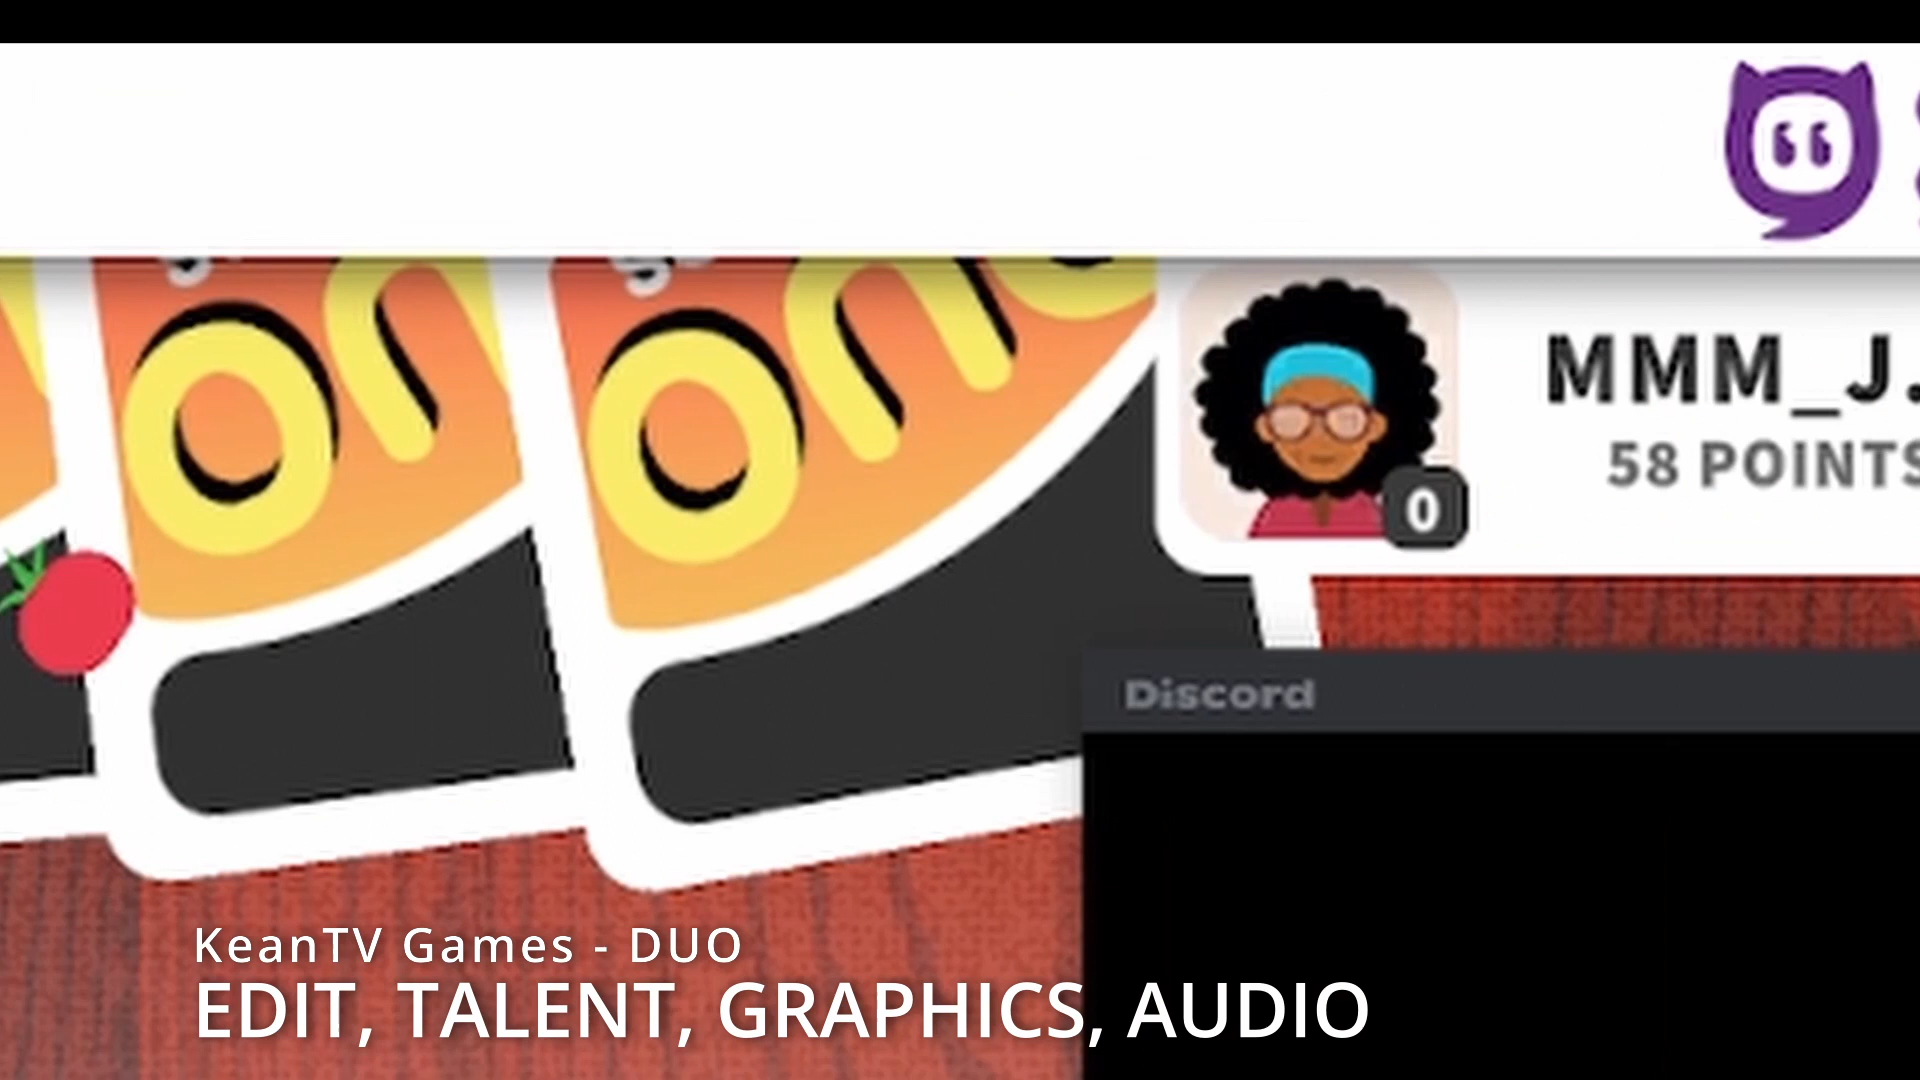 MMM_J.
58 POINTS
0
Discord
KeanTV Games - DUO
EDIT, TALENT, GRAPHICS, AUDIO